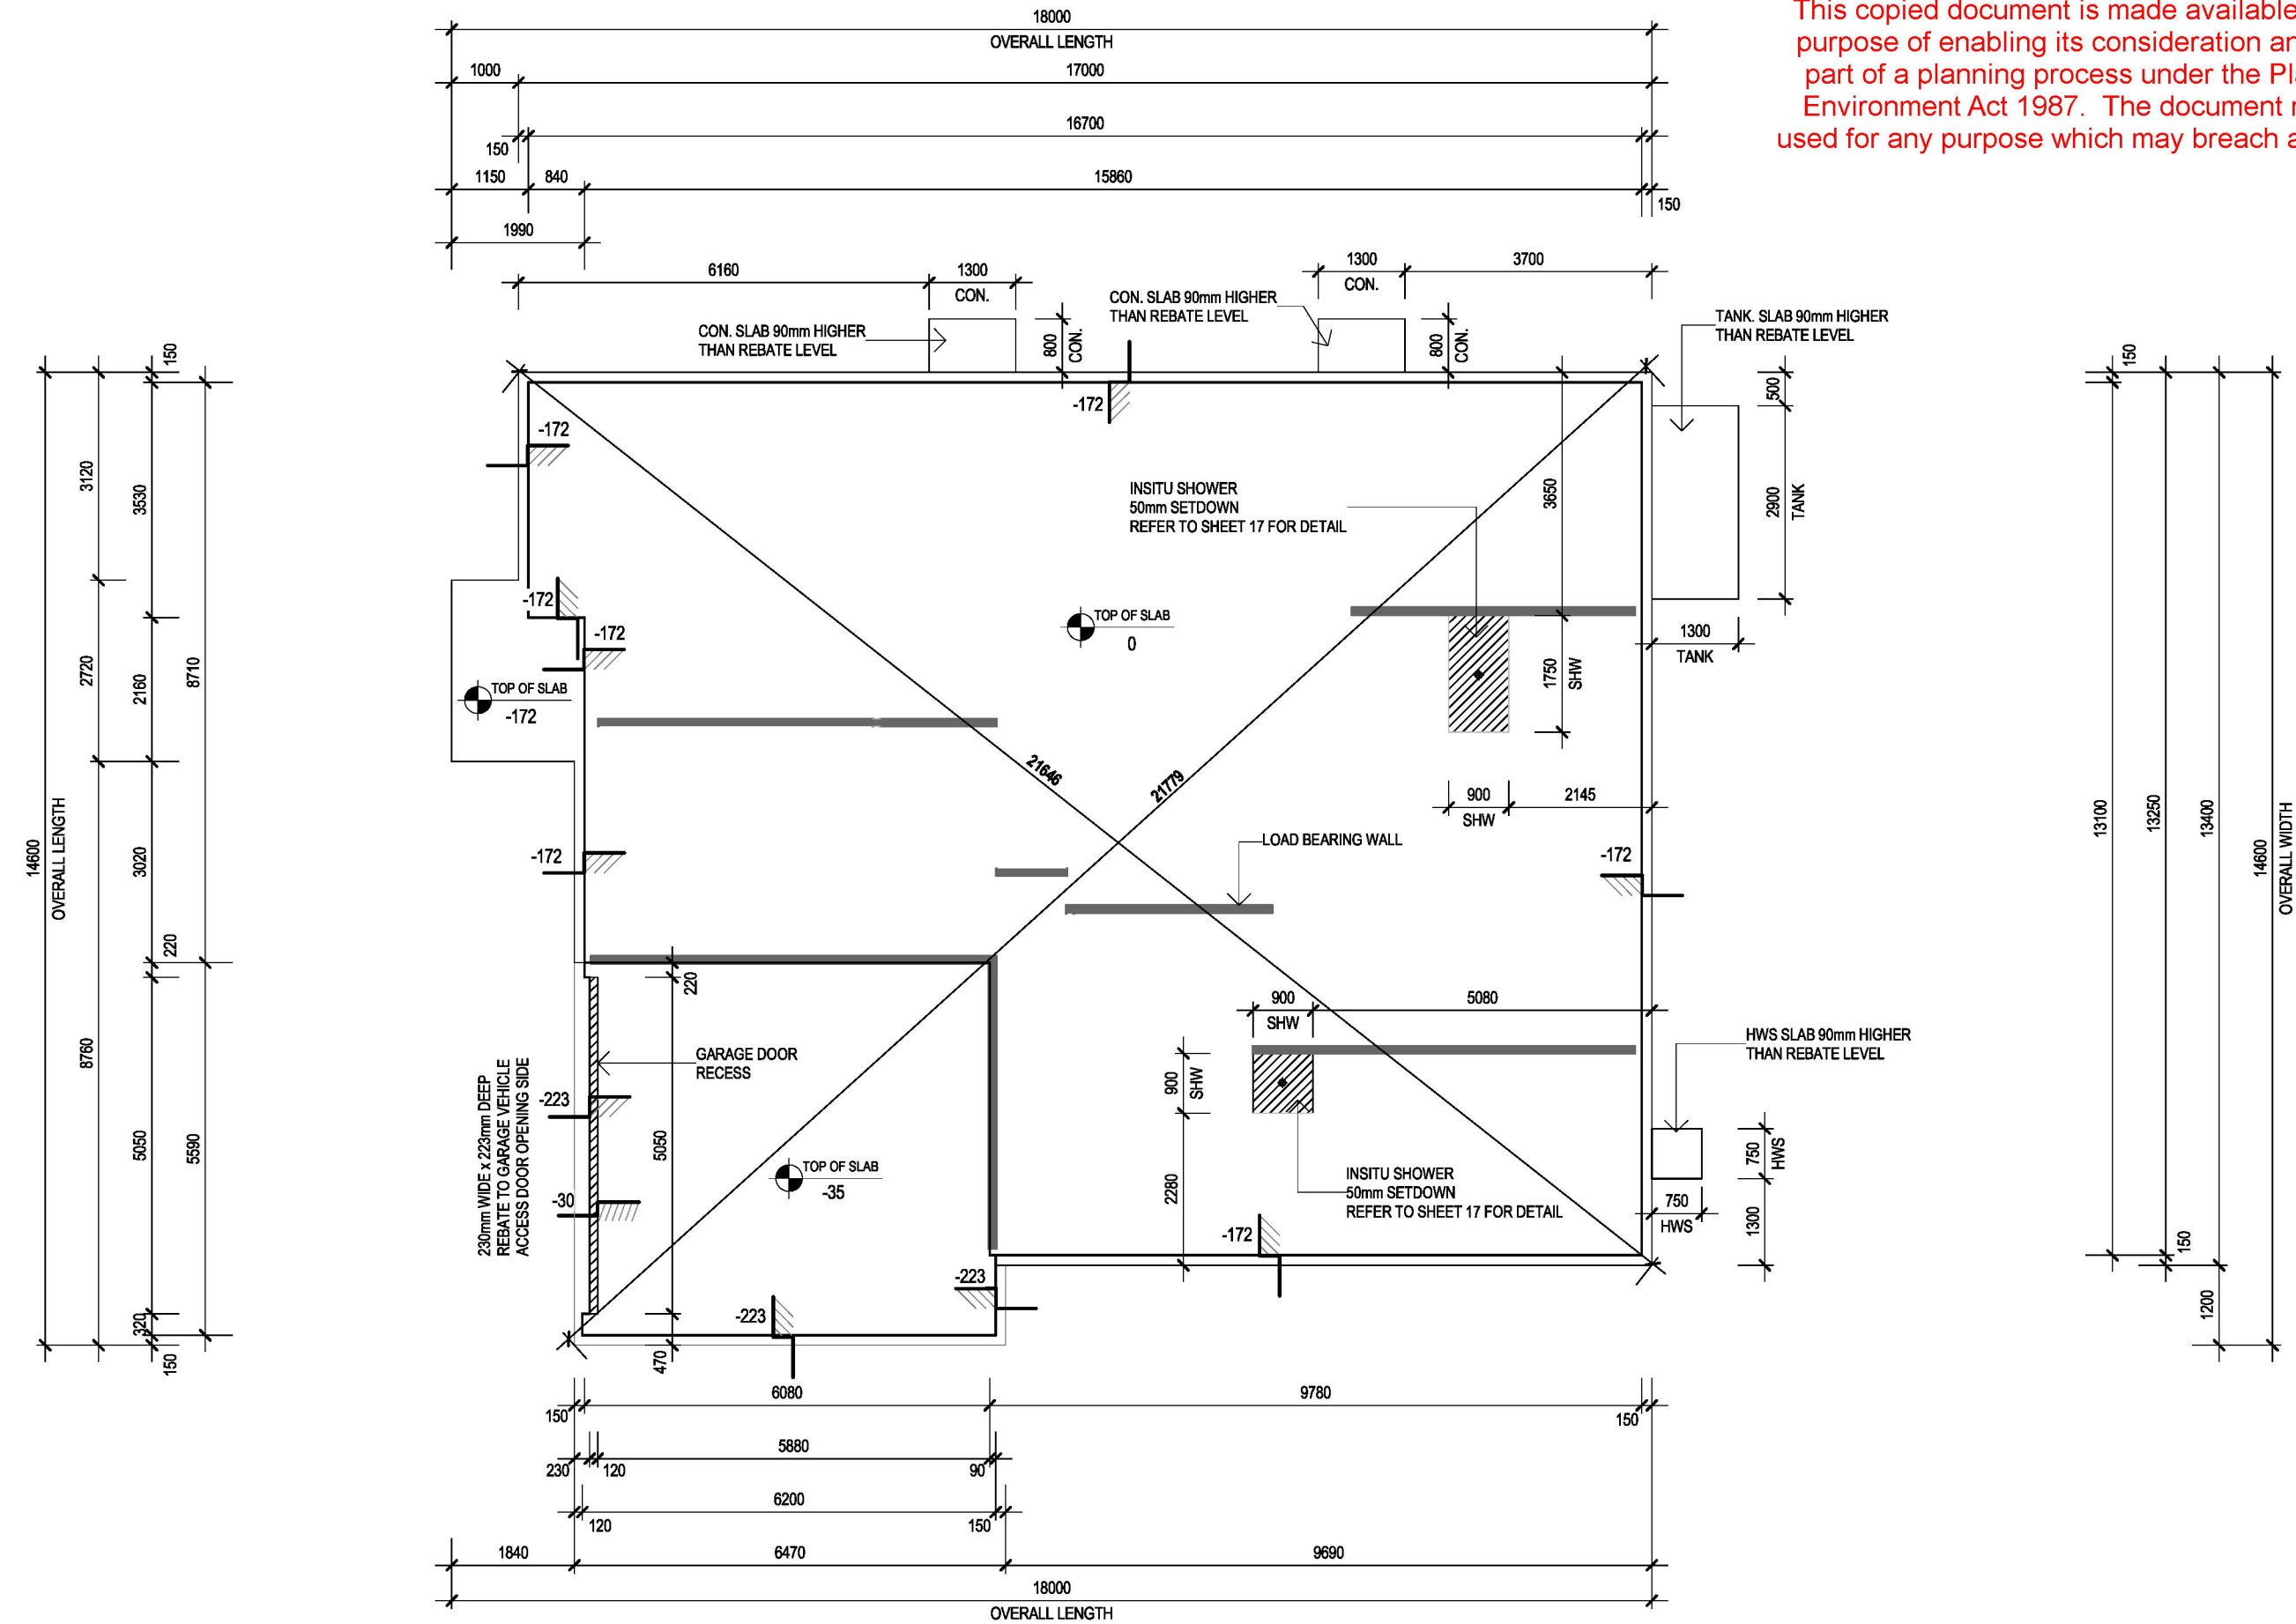 This copied document is made available
purpose of enabling its consideration an
part of a planning process under the Pl
Environment Act 1987. The document
used for any purpose which may breach a
18000
OVERALL LENGTH
1000
17000
16700
150
1150
840
15860
150
1990
6160
1300
CON.
1300
CON.
3700
CON. SLAB 90mm HIGHER
THAN REBATE LEVEL
CON. SLAB 90mm HIGHER
THAN REBATE LEVEL
800
CON.
800
CON.
TANK. SLAB 90mm HIGHER
THAN REBATE LEVEL
14600
OVERALL LENGTH
3120
2720
8760
150
3530
2160
3020
220
5050
320
150
8710
5590
-172
-172
-172
-172
TOP OF SLAB
-172
-172
INSITU SHOWER
50mm SETDOWN
REFER TO SHEET 17 FOR DETAIL
TOP OF SLAB
0
3650
1750
SHW
900
SHW
2145
500
2900
TANK
1300
TANK
21646
21779
LOAD BEARING WALL
-172
900
SHW
5080
900
SHW
2280
INSITU SHOWER
50mm SETDOWN
REFER TO SHEET 17 FOR DETAIL
HWS SLAB 90mm HIGHER
THAN REBATE LEVEL
750
HWS
1300
750
HWS
-172
230mm WIDE x 223mm DEEP
REBATE TO GARAGE VEHICLE
ACCESS DOOR OPENING SIDE
GARAGE DOOR
RECESS
220
5050
470
-223
-30
TOP OF SLAB
-35
-223
-223
150
13100
13250
150
13400
1200
14600
OVERALL WIDTH
150
6080
9780
150
230
120
5880
90
120
6200
150
1840
6470
9690
18000
OVERALL LENGTH